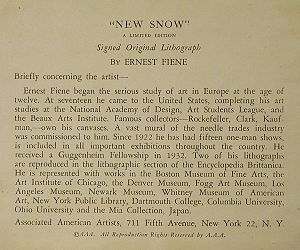 "NEW SNOW"
A LIMITED EDITION
Signed Original Lithograph
BY ERNEST FIENE
Briefly concerning the artist—
Ernest Fiene began the serious study of art in Europe at the age of
twelve. At seventeen he came to the United States, completing his art
studies at the National Academy of Design, Art Students League, and
the Beaux Arts Institute. Famous collectors—Rockefeller, Clark, Kauf-
man,—own his canvases. A vast mural of the needle trades industry
was commissioned to him. Since 1922 he has had fifteen one-man shows,
is included in all important exhibitions throughout the country. He
received a Guggenheim Fellowship in 1932. Two of his lithographs
are reproduced in the lithographic section of the Encyclopedia Britannica.
He is represented with works in the Boston Museum of Fine Arts, the
Art Institute of Chicago, the Denver Museum, Fogg Art Museum, Los
Angeles Museum, Newark Museum, Whitney Museum of American
Art, New York Public Library, Dartmouth College, Columbia University,
Ohio University and the Mia Collection, Japan.
Associated American Artists, 711 Fifth Avenue, New York 22, N. Y.
©AAA. All Reproduction Rights Reserved by A.A.A.